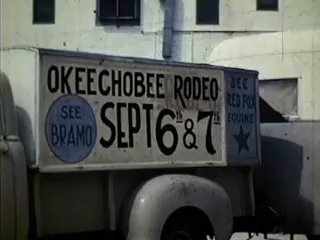 OKEECHOBEE RODEO
SEE
BRAMO
SEPT 6th & 7th
SEE
RED FOX
EQUINE